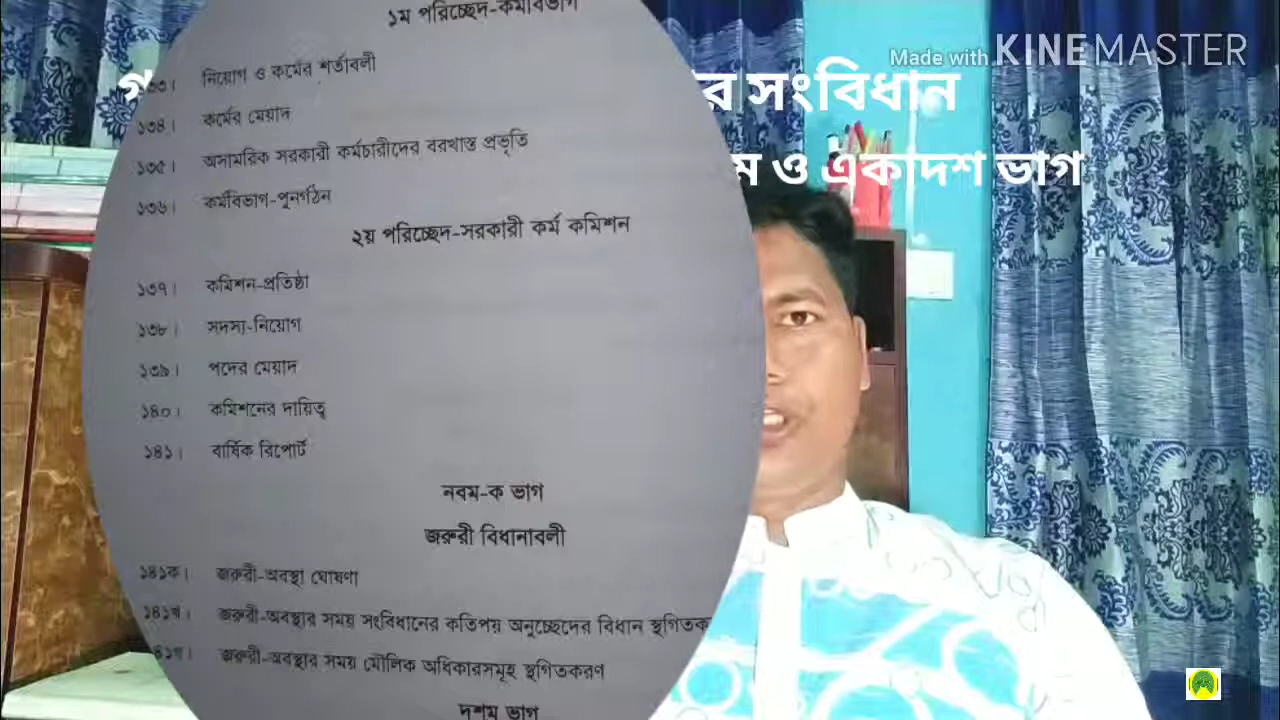 Made with KINEMASTER
র সংবিধান
ম ও একাদশ ভাগ
১ম পরিচ্ছেদ-কর্মবিভাগ
নিয়োগ ও কর্মের শর্তাবলী
১৩৪। কর্মের মেয়াদ
১৩৫। অসামরিক সরকারী কর্মচারীদের বরখাস্ত প্রভৃতি
১৩৬। কর্মবিভাগ-পুনর্গঠন
২য় পরিচ্ছেদ-সরকারী কর্ম কমিশন
১৩৭। কমিশন-প্রতিষ্ঠা
১৩৮। সদস্য-নিয়োগ
১৩৯। পদের মেয়াদ
১৪০। কমিশনের দায়িত্ব
১৪১। বার্ষিক রিপোর্ট
নবম-ক ভাগ
জরুরী বিধানাবলী
১৪১ক। জরুরী-অবস্থা ঘোষণা
১৪১খ। জরুরী-অবস্থার সময় সংবিধানের কতিপয় অনুচ্ছেদের বিধান স্থগিতক
৪১গ। জরুরী-অবস্থার সময় মৌলিক অধিকারসমূহ স্থগিতকরণ
দশম ভাগ